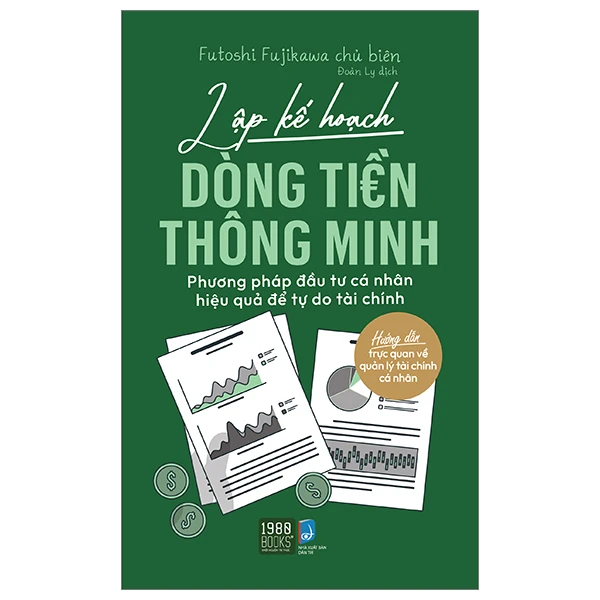 Futoshi Fujikawa chủ biên
Đoàn Ly dịch
Lập kế hoạch
DÒNG TI€̀N
THÔNG MINH
Phương pháp đầu tư cá nhân
hiệu quả để tự do tài chính
Hướng dẫn
trực quan về
quản lý tài chính
cá nhân
$
$
$
1980
BOOKS
NHÀ XUẤT BẢN
DÂN TRÍ